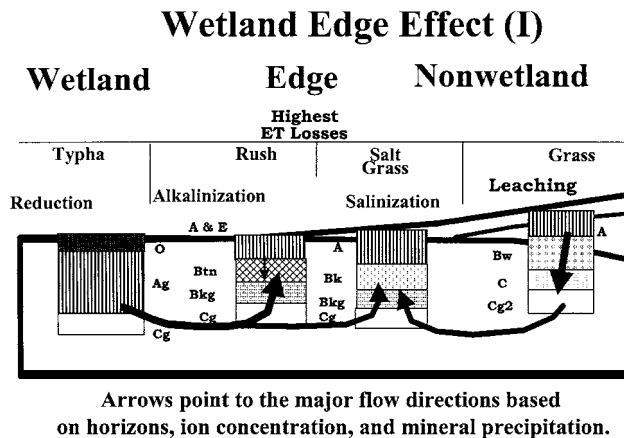 Wetland Edge Effect (I)
Wetland Edge Nonwetland
Highest
ET Losses
Typha Rush Salt Grass
Grass
Leaching
Reduction Alkalinization Salinization
A & E
O A A
Btn Bk Bw
Ag
Bkg Bkg C
Cg Cg Cg2
Cg
Arrows point to the major flow directions based
on horizons, ion concentration, and mineral precipitation.